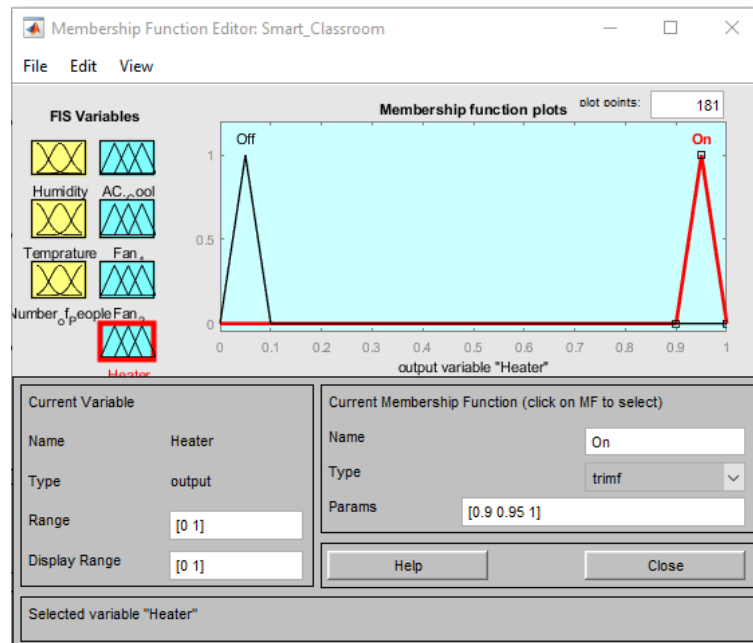 Membership Function Editor: Smart_Classroom
File Edit View
FIS Variables
Humidity
AC_Cool
Temprature
Fan_1
Number_of_People
Fan_2
Heater
Membership function plots
plot points:
181
Off
On
1
0.5
0
0 0.1 0.2 0.3 0.4 0.5 0.6 0.7 0.8 0.9 1
output variable "Heater"
Current Variable
Name Heater
Type output
Range [0 1]
Display Range [0 1]
Current Membership Function (click on MF to select)
Name On
Type trimf
Params [0.9 0.95 1]
Help
Close
Selected variable "Heater"